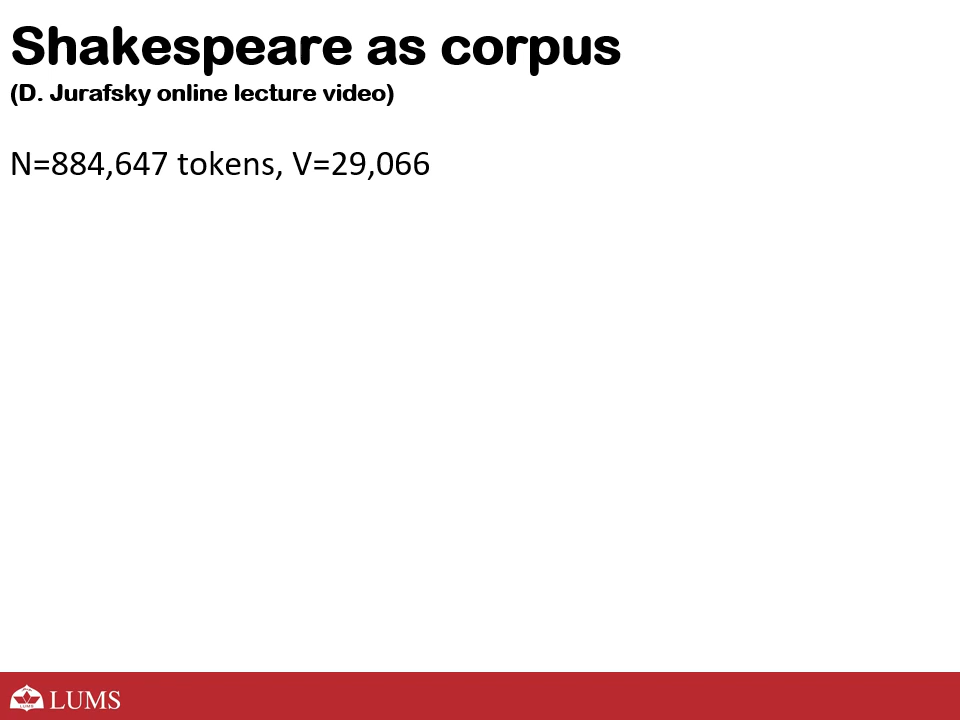 Shakespeare as corpus
(D. Jurafsky online lecture video)
N=884,647 tokens, V=29,066
LUMS